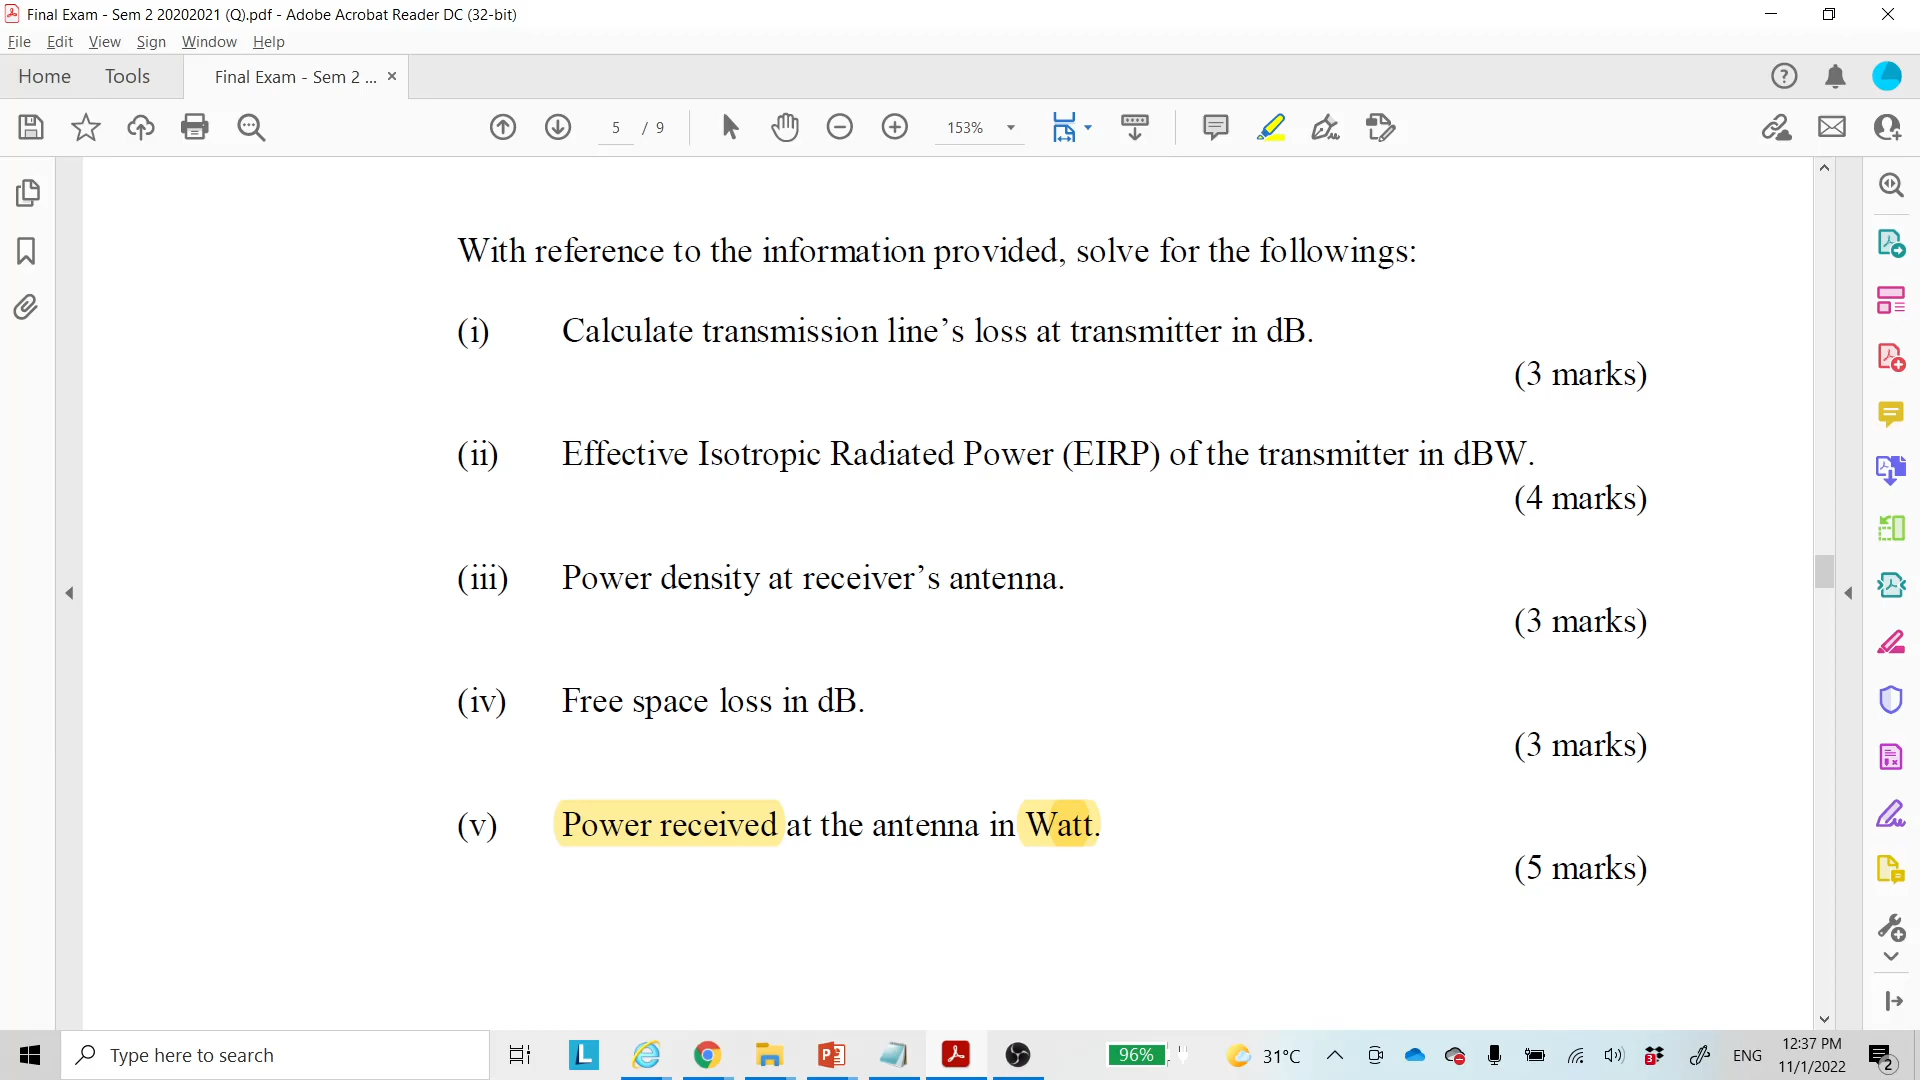 Final Exam - Sem 2 20202021 (Q).pdf - Adobe Acrobat Reader DC (32-bit)
File Edit View Sign Window Help
Home Tools Final Exam - Sem 2 ... ×
5 / 9 153%
With reference to the information provided, solve for the followings:
(i) Calculate transmission line’s loss at transmitter in dB.
(3 marks)
(ii) Effective Isotropic Radiated Power (EIRP) of the transmitter in dBW.
(4 marks)
(iii) Power density at receiver’s antenna.
(3 marks)
(iv) Free space loss in dB.
(3 marks)
(v) Power received at the antenna in Watt.
(5 marks)
Type here to search L 96% 31°C 3 ENG 12:37 PM 2
11/1/2022